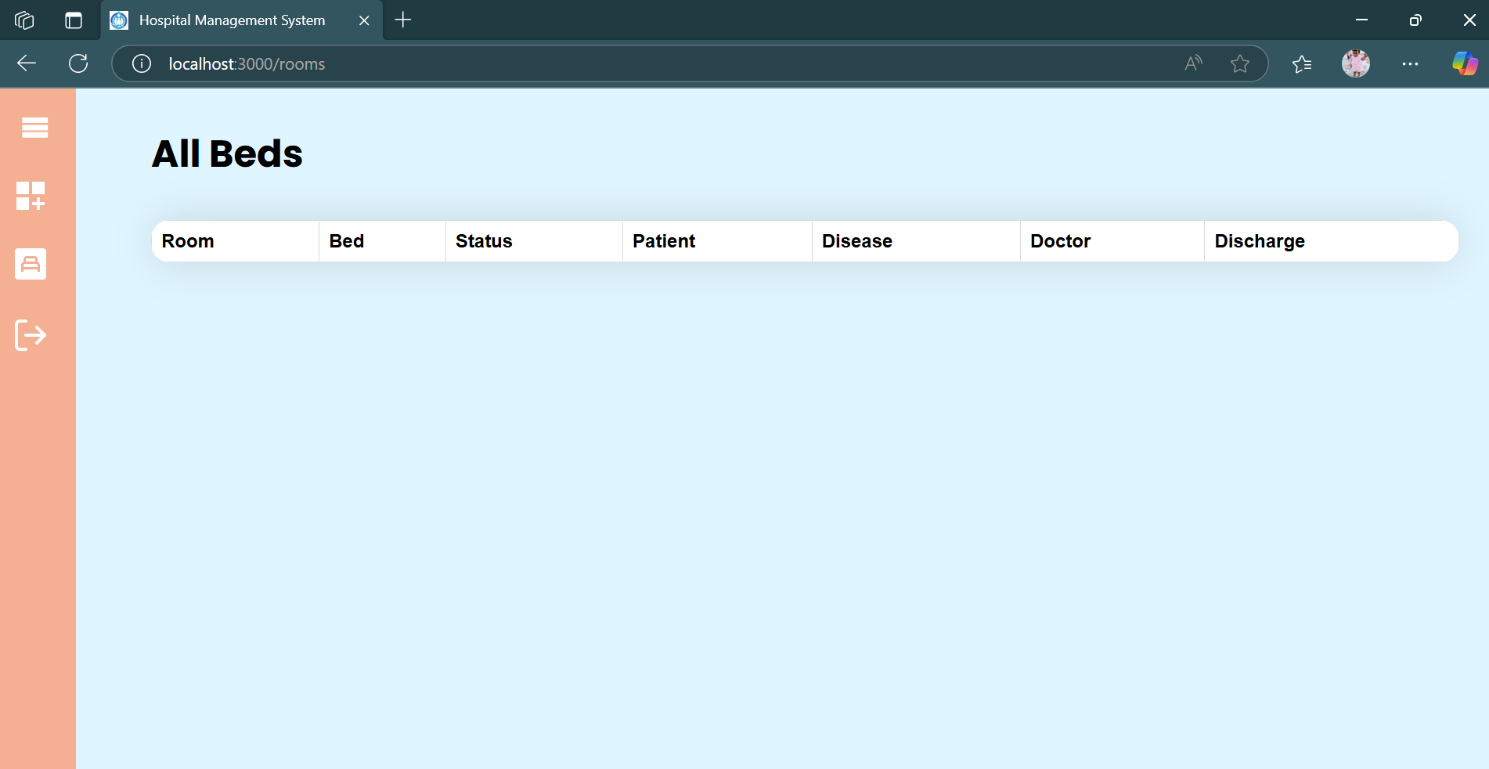 Hospital Management System
localhost:3000/rooms
All Beds
Room Bed Status Patient Disease Doctor Discharge